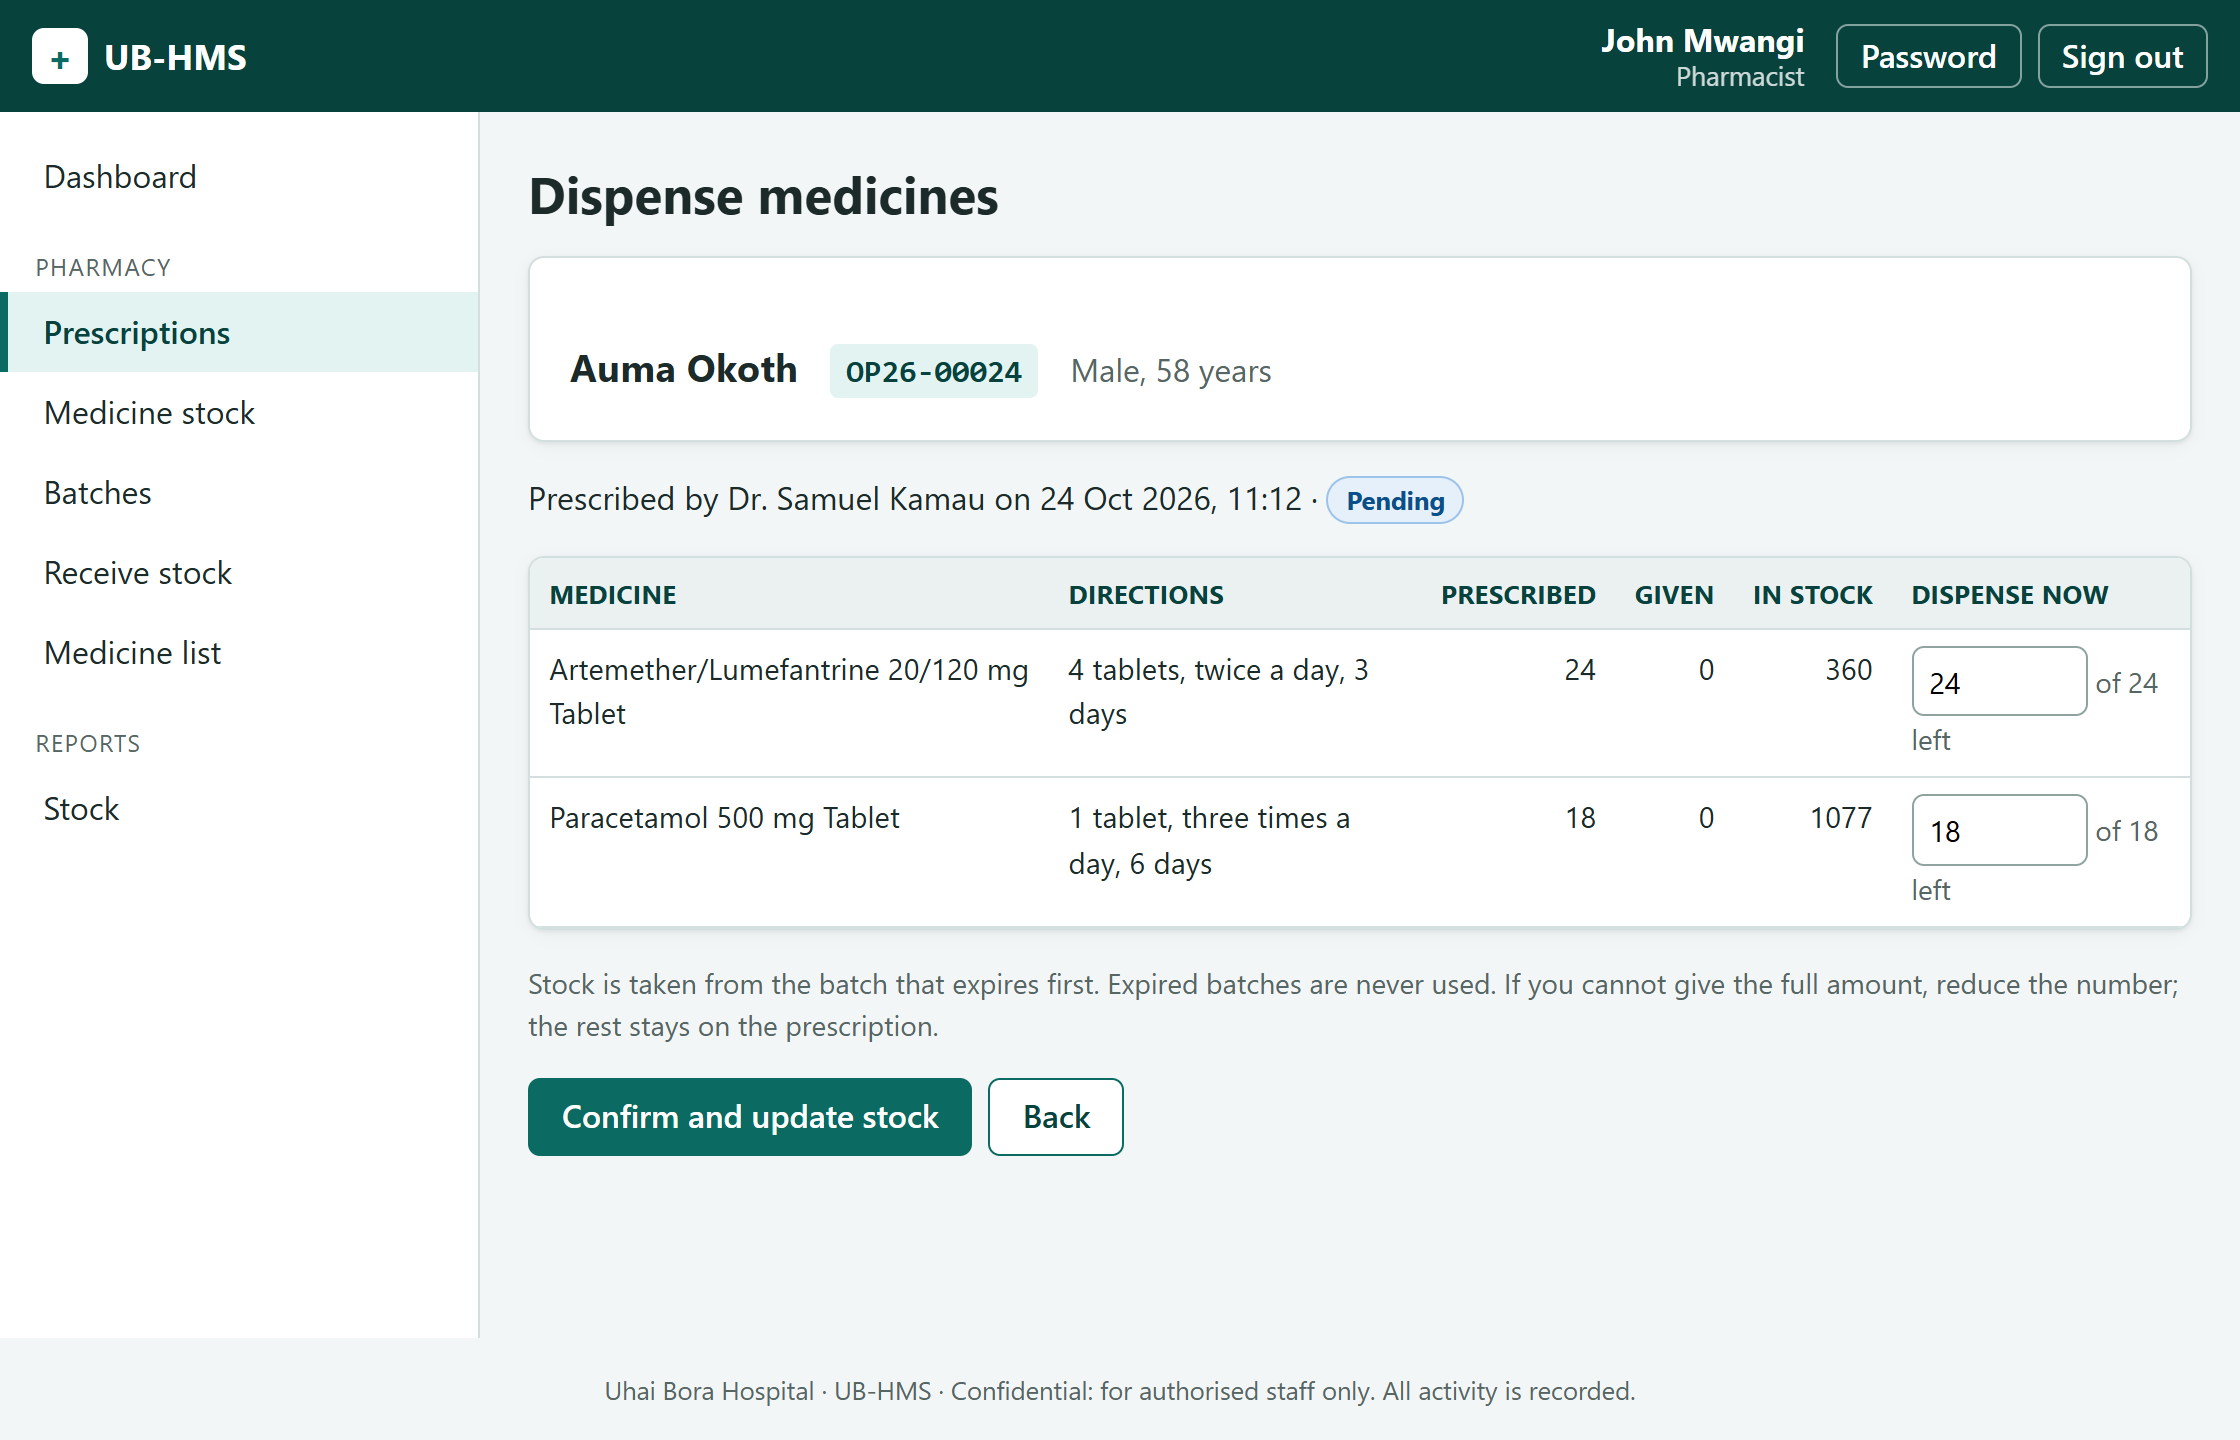 + UB-HMS
John Mwangi
Pharmacist
Password
Sign out
Dashboard
PHARMACY
Prescriptions
Medicine stock
Batches
Receive stock
Medicine list
REPORTS
Stock
Dispense medicines
Auma Okoth OP26-00024 Male, 58 years
Prescribed by Dr. Samuel Kamau on 24 Oct 2026, 11:12 · Pending
MEDICINE DIRECTIONS PRESCRIBED GIVEN IN STOCK DISPENSE NOW
Artemether/Lumefantrine 20/120 mg 4 tablets, twice a day, 3 24 0 360 24 of 24
Tablet days left
Paracetamol 500 mg Tablet 1 tablet, three times a 18 0 1077 18 of 18
day, 6 days left
Stock is taken from the batch that expires first. Expired batches are never used. If you cannot give the full amount, reduce the number;
the rest stays on the prescription.
Confirm and update stock
Back
Uhai Bora Hospital · UB-HMS · Confidential: for authorised staff only. All activity is recorded.